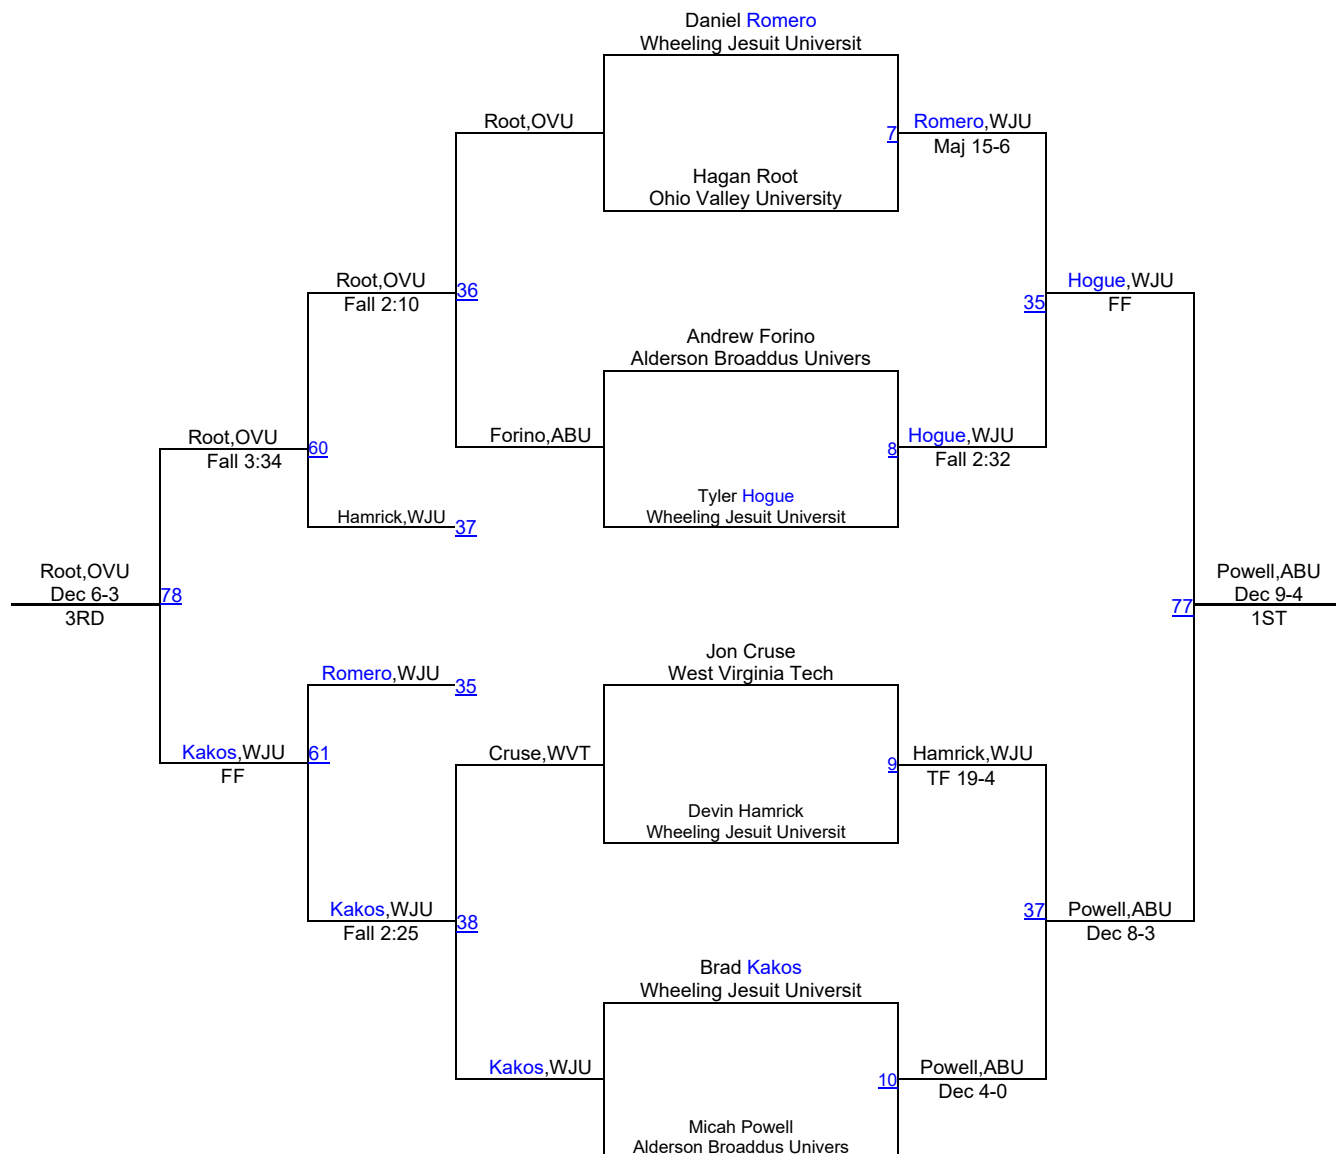 Daniel Romero
Wheeling Jesuit Universit
Root,OVU
7
Romero,WJU
Maj 15-6
Hagan Root
Ohio Valley University
Root,OVU
Fall 2:10
36
Hogue,WJU
FF
35
Andrew Forino
Alderson Broaddus Univers
Root,OVU
Fall 3:34
60
Forino,ABU
8
Hogue,WJU
Fall 2:32
Tyler Hogue
Wheeling Jesuit Universit
Hamrick,WJU
37
Root,OVU
Dec 6-3
3RD
78
77
Powell,ABU
Dec 9-4
1ST
Jon Cruse
West Virginia Tech
Romero,WJU
35
Kakos,WJU
FF
61
Cruse,WVT
9
Hamrick,WJU
TF 19-4
Devin Hamrick
Wheeling Jesuit Universit
Kakos,WJU
Fall 2:25
38
37
Powell,ABU
Dec 8-3
Brad Kakos
Wheeling Jesuit Universit
Kakos,WJU
10
Powell,ABU
Dec 4-0
Micah Powell
Alderson Broaddus Univers